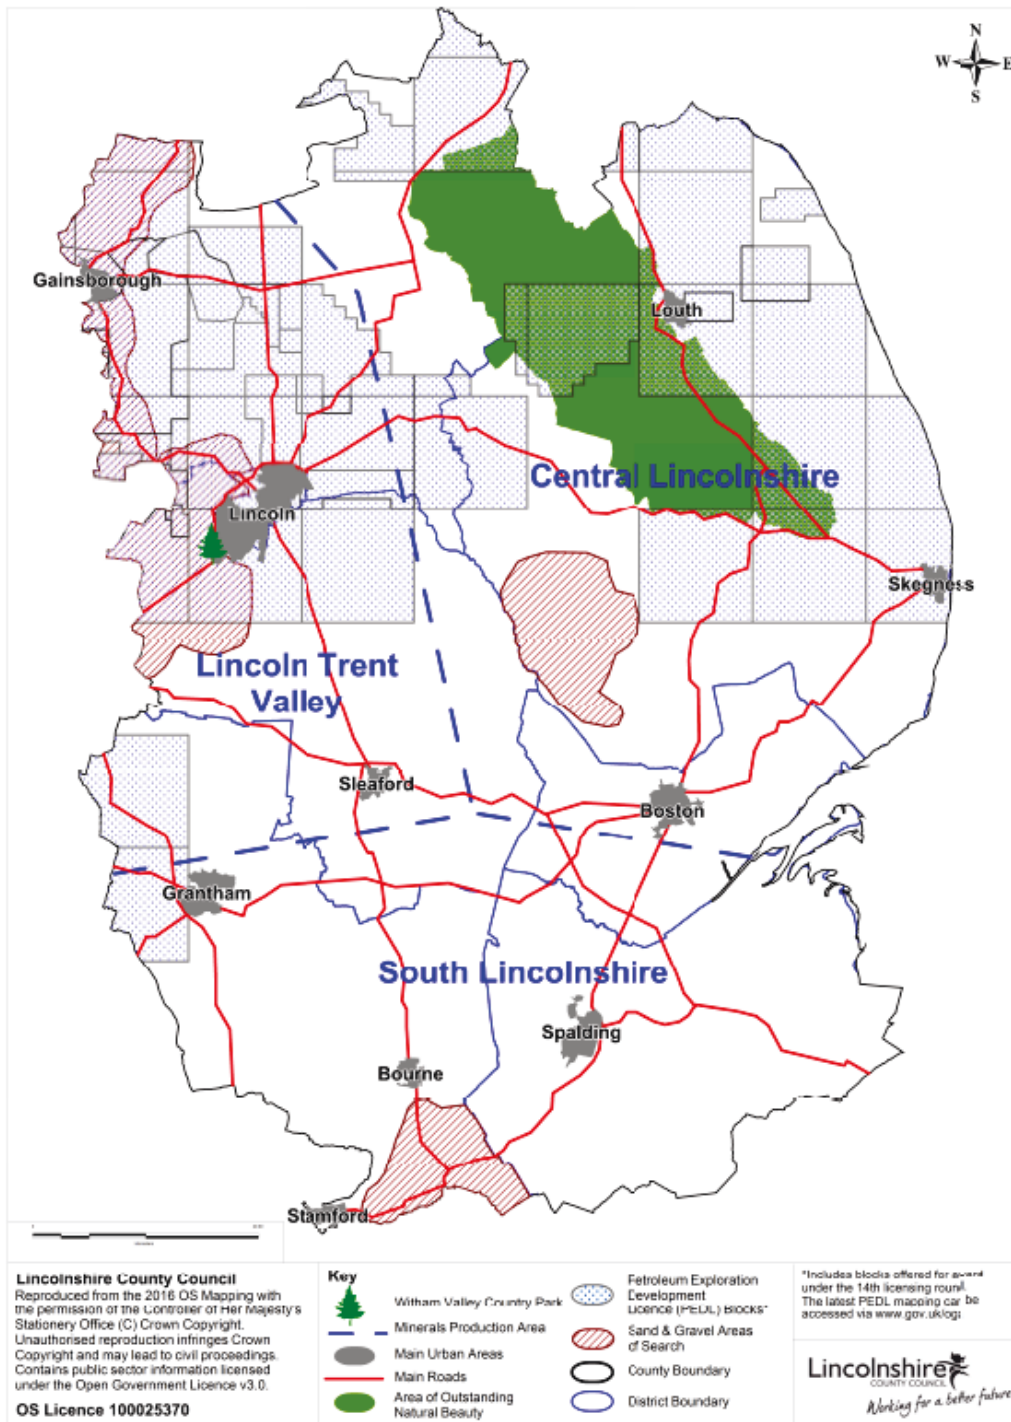 N
W E
S
Gainsborough
Louth
Central Lincolnshire
Lincoln
Skegness
Lincoln Trent
Valley
Sleaford
Boston
Grantham
South Lincolnshire
Spalding
Bourne
Stamford
Lincolnshire County Council
Reproduced from the 2016 OS Mapping with
the permission of the Controller of Her Majesty's
Stationery Office (C) Crown Copyright.
Unauthorised reproduction infringes Crown
Copyright and may lead to civil proceedings.
Contains public sector information licensed
under the Open Government Licence v3.0.
OS Licence 100025370
Key
Witham Valley Country Park
Minerals Production Area
Main Urban Areas
Main Roads
Area of Outstanding
Natural Beauty
Petroleum Exploration
Development
Licence (PEDL) Blocks*
Sand & Gravel Areas
of Search
County Boundary
District Boundary
*Includes blocks offered for award
under the 14th licensing round.
The latest PEDL mapping can be
accessed via www.gov.uk/oga
Lincolnshire
COUNTY COUNCIL
Working for a better future